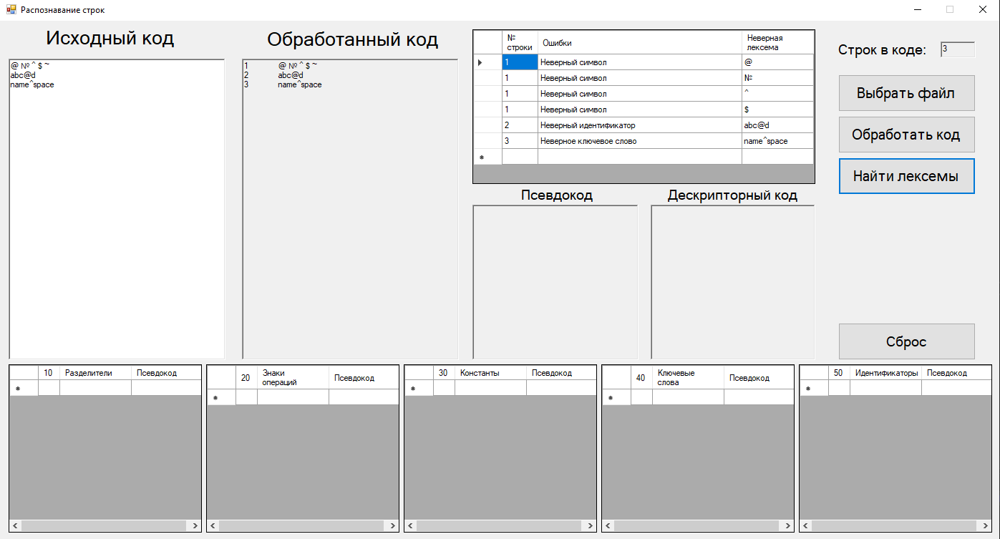 Распознавание строк
Исходный код
@ № ^ $ ~
abc@d
name^space
Обработанный код
1 @ № ^ $ ~
2 abc@d
3 name^space
№ строки Ошибки Неверная лексема
1 Неверный символ @
1 Неверный символ №
1 Неверный символ ^
1 Неверный символ $
2 Неверный идентификатор abc@d
3 Неверное ключевое слово name^space
Строк в коде: 3
Выбрать файл
Обработать код
Найти лексемы
Псевдокод
Дескрипторный код
Сброс
10 Разделители Псевдокод
20 Знаки операций Псевдокод
30 Константы Псевдокод
40 Ключевые слова Псевдокод
50 Идентификаторы Псевдокод